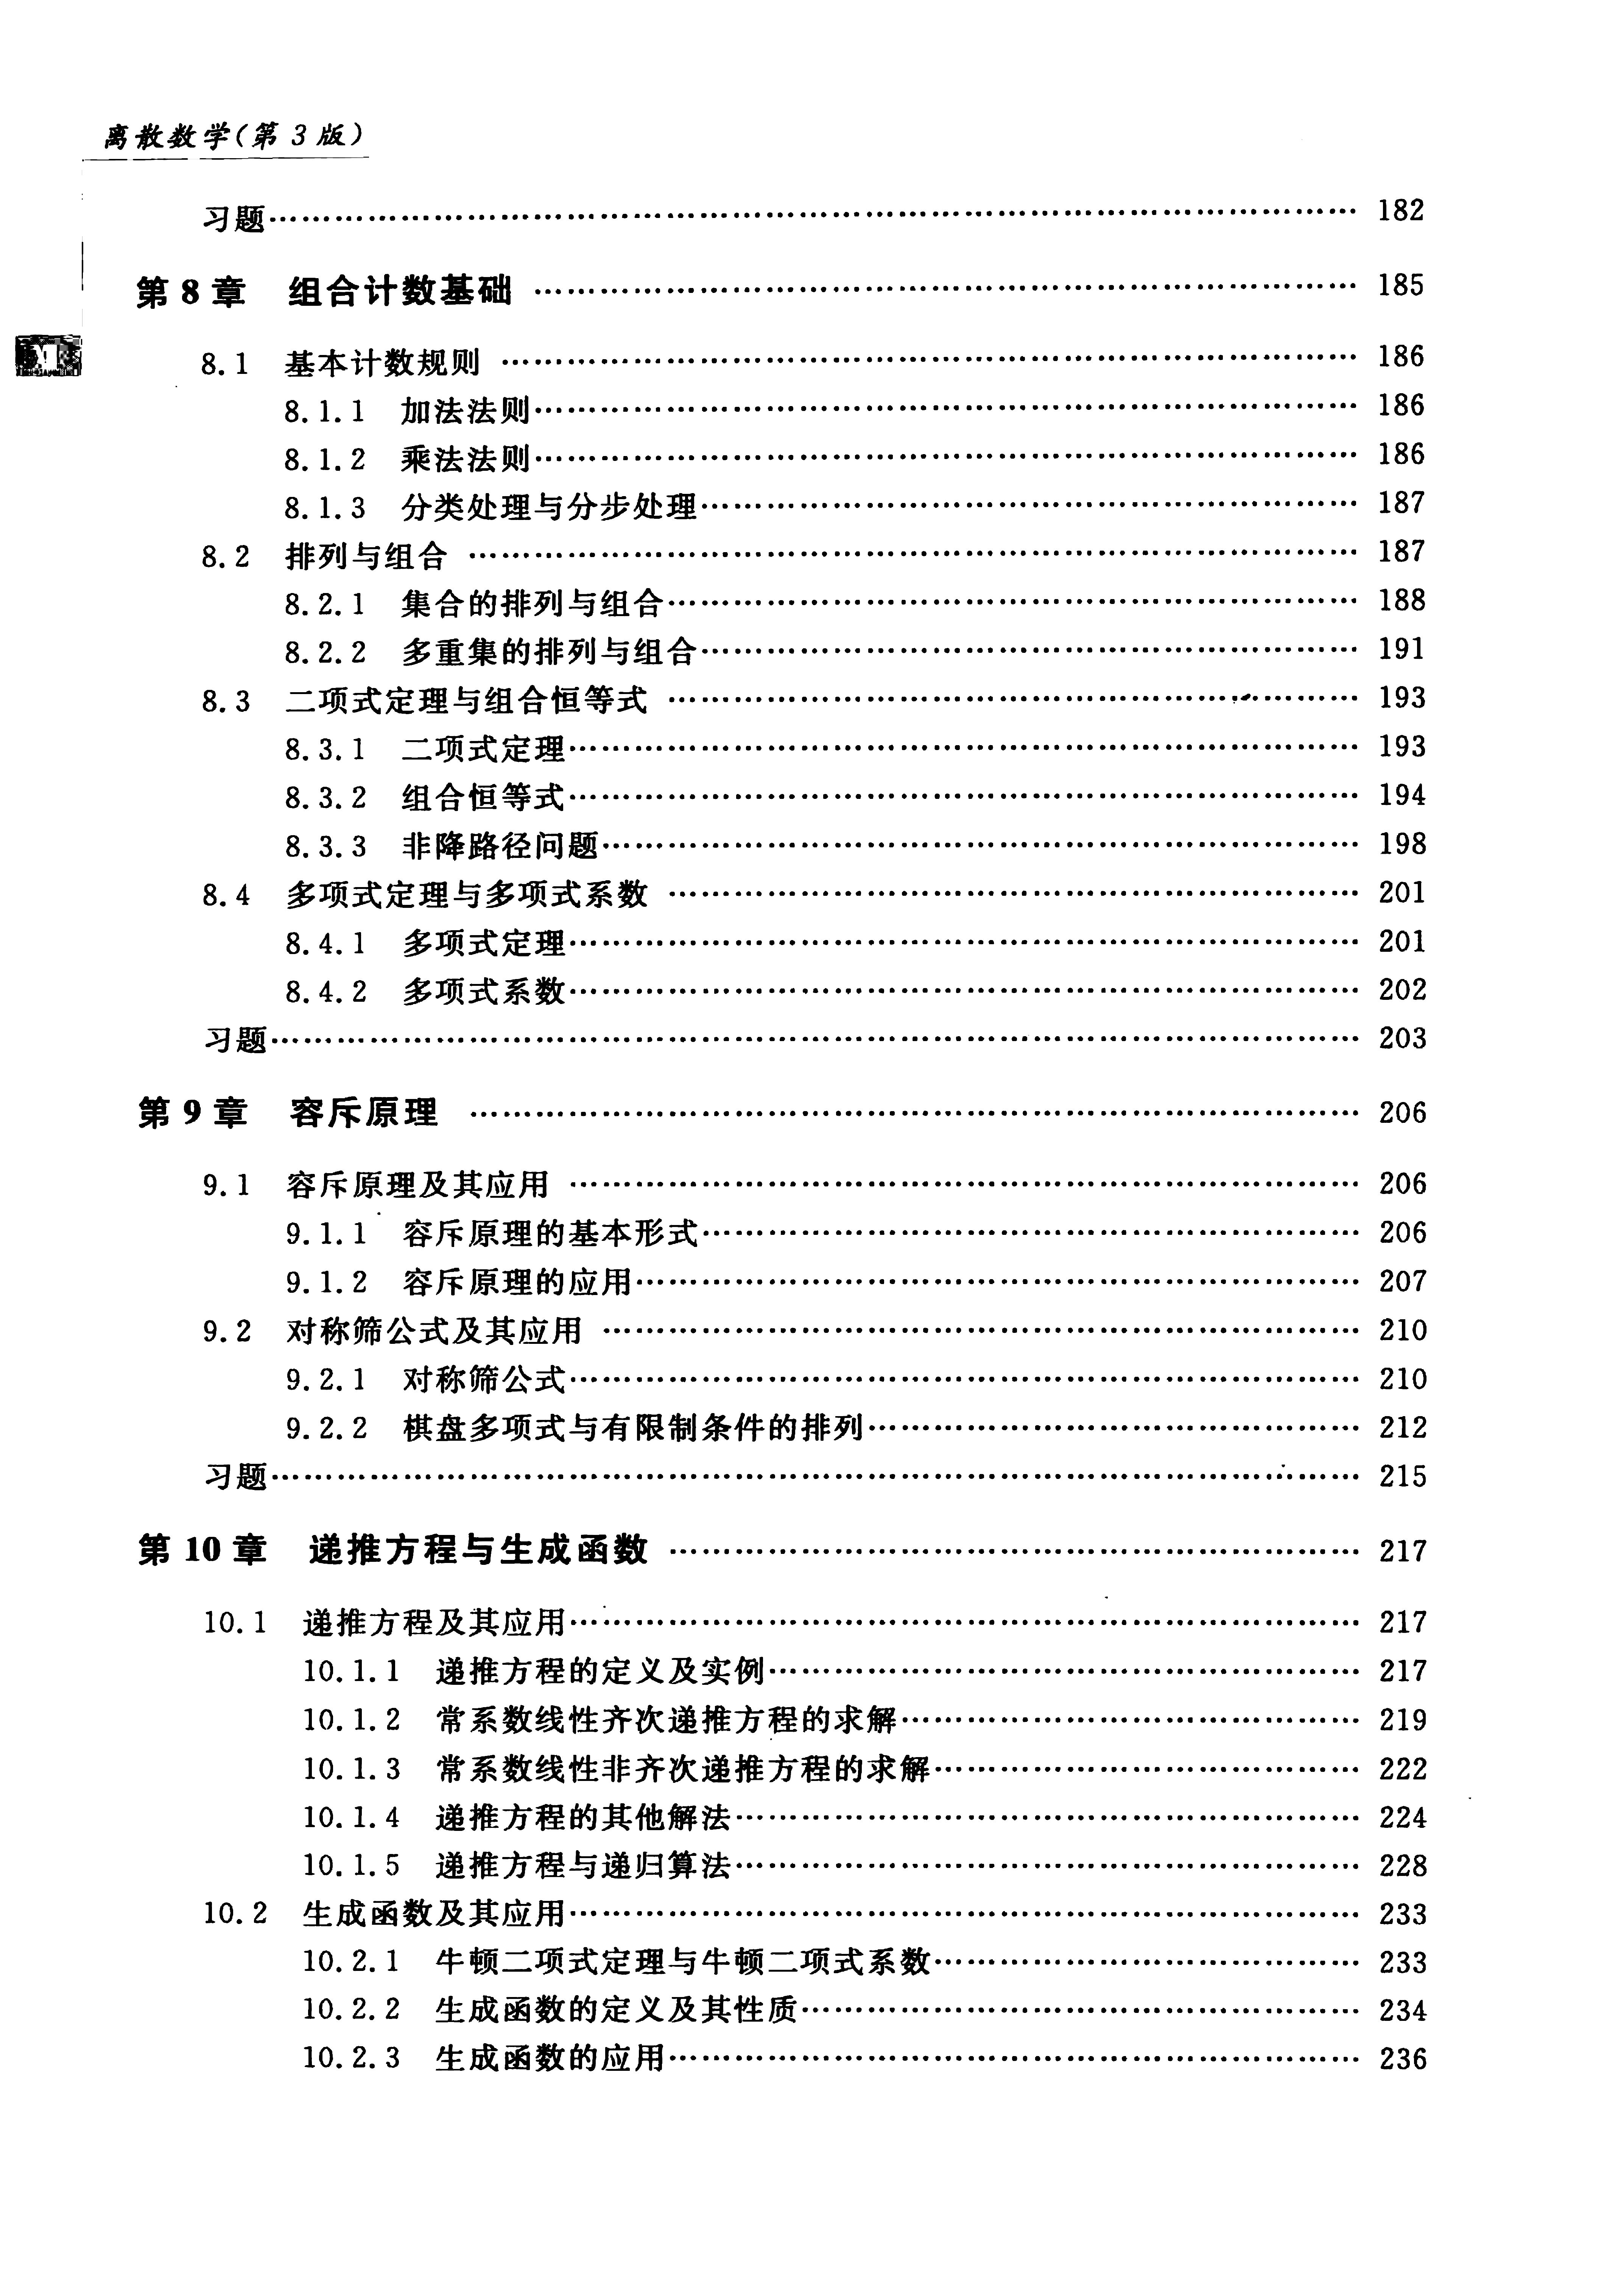 离散数学(第 3 版)
习题…………………………………… 182
第 8 章 组合计数基础 …………………………………… 185
8.1 基本计数规则 …………………………………… 186
8.1.1 加法法则…………………………………… 186
8.1.2 乘法法则…………………………………… 186
8.1.3 分类处理与分步处理…………………………………… 187
8.2 排列与组合 …………………………………… 187
8.2.1 集合的排列与组合…………………………………… 188
8.2.2 多重集的排列与组合…………………………………… 191
8.3 二项式定理与组合恒等式 …………………………………… 193
8.3.1 二项式定理…………………………………… 193
8.3.2 组合恒等式…………………………………… 194
8.3.3 非降路径问题…………………………………… 198
8.4 多项式定理与多项式系数 …………………………………… 201
8.4.1 多项式定理…………………………………… 201
8.4.2 多项式系数…………………………………… 202
习题…………………………………… 203
第 9 章 容斥原理 …………………………………… 206
9.1 容斥原理及其应用 …………………………………… 206
9.1.1 容斥原理的基本形式…………………………………… 206
9.1.2 容斥原理的应用…………………………………… 207
9.2 对称筛公式及其应用 …………………………………… 210
9.2.1 对称筛公式…………………………………… 210
9.2.2 棋盘多项式与有限制条件的排列…………………………………… 212
习题…………………………………… 215
第 10 章 递推方程与生成函数 …………………………………… 217
10.1 递推方程及其应用…………………………………… 217
10.1.1 递推方程的定义及实例…………………………………… 217
10.1.2 常系数线性齐次递推方程的求解…………………………………… 219
10.1.3 常系数线性非齐次递推方程的求解…………………………………… 222
10.1.4 递推方程的其他解法…………………………………… 224
10.1.5 递推方程与递归算法…………………………………… 228
10.2 生成函数及其应用…………………………………… 233
10.2.1 牛顿二项式定理与牛顿二项式系数…………………………………… 233
10.2.2 生成函数的定义及其性质…………………………………… 234
10.2.3 生成函数的应用…………………………………… 236